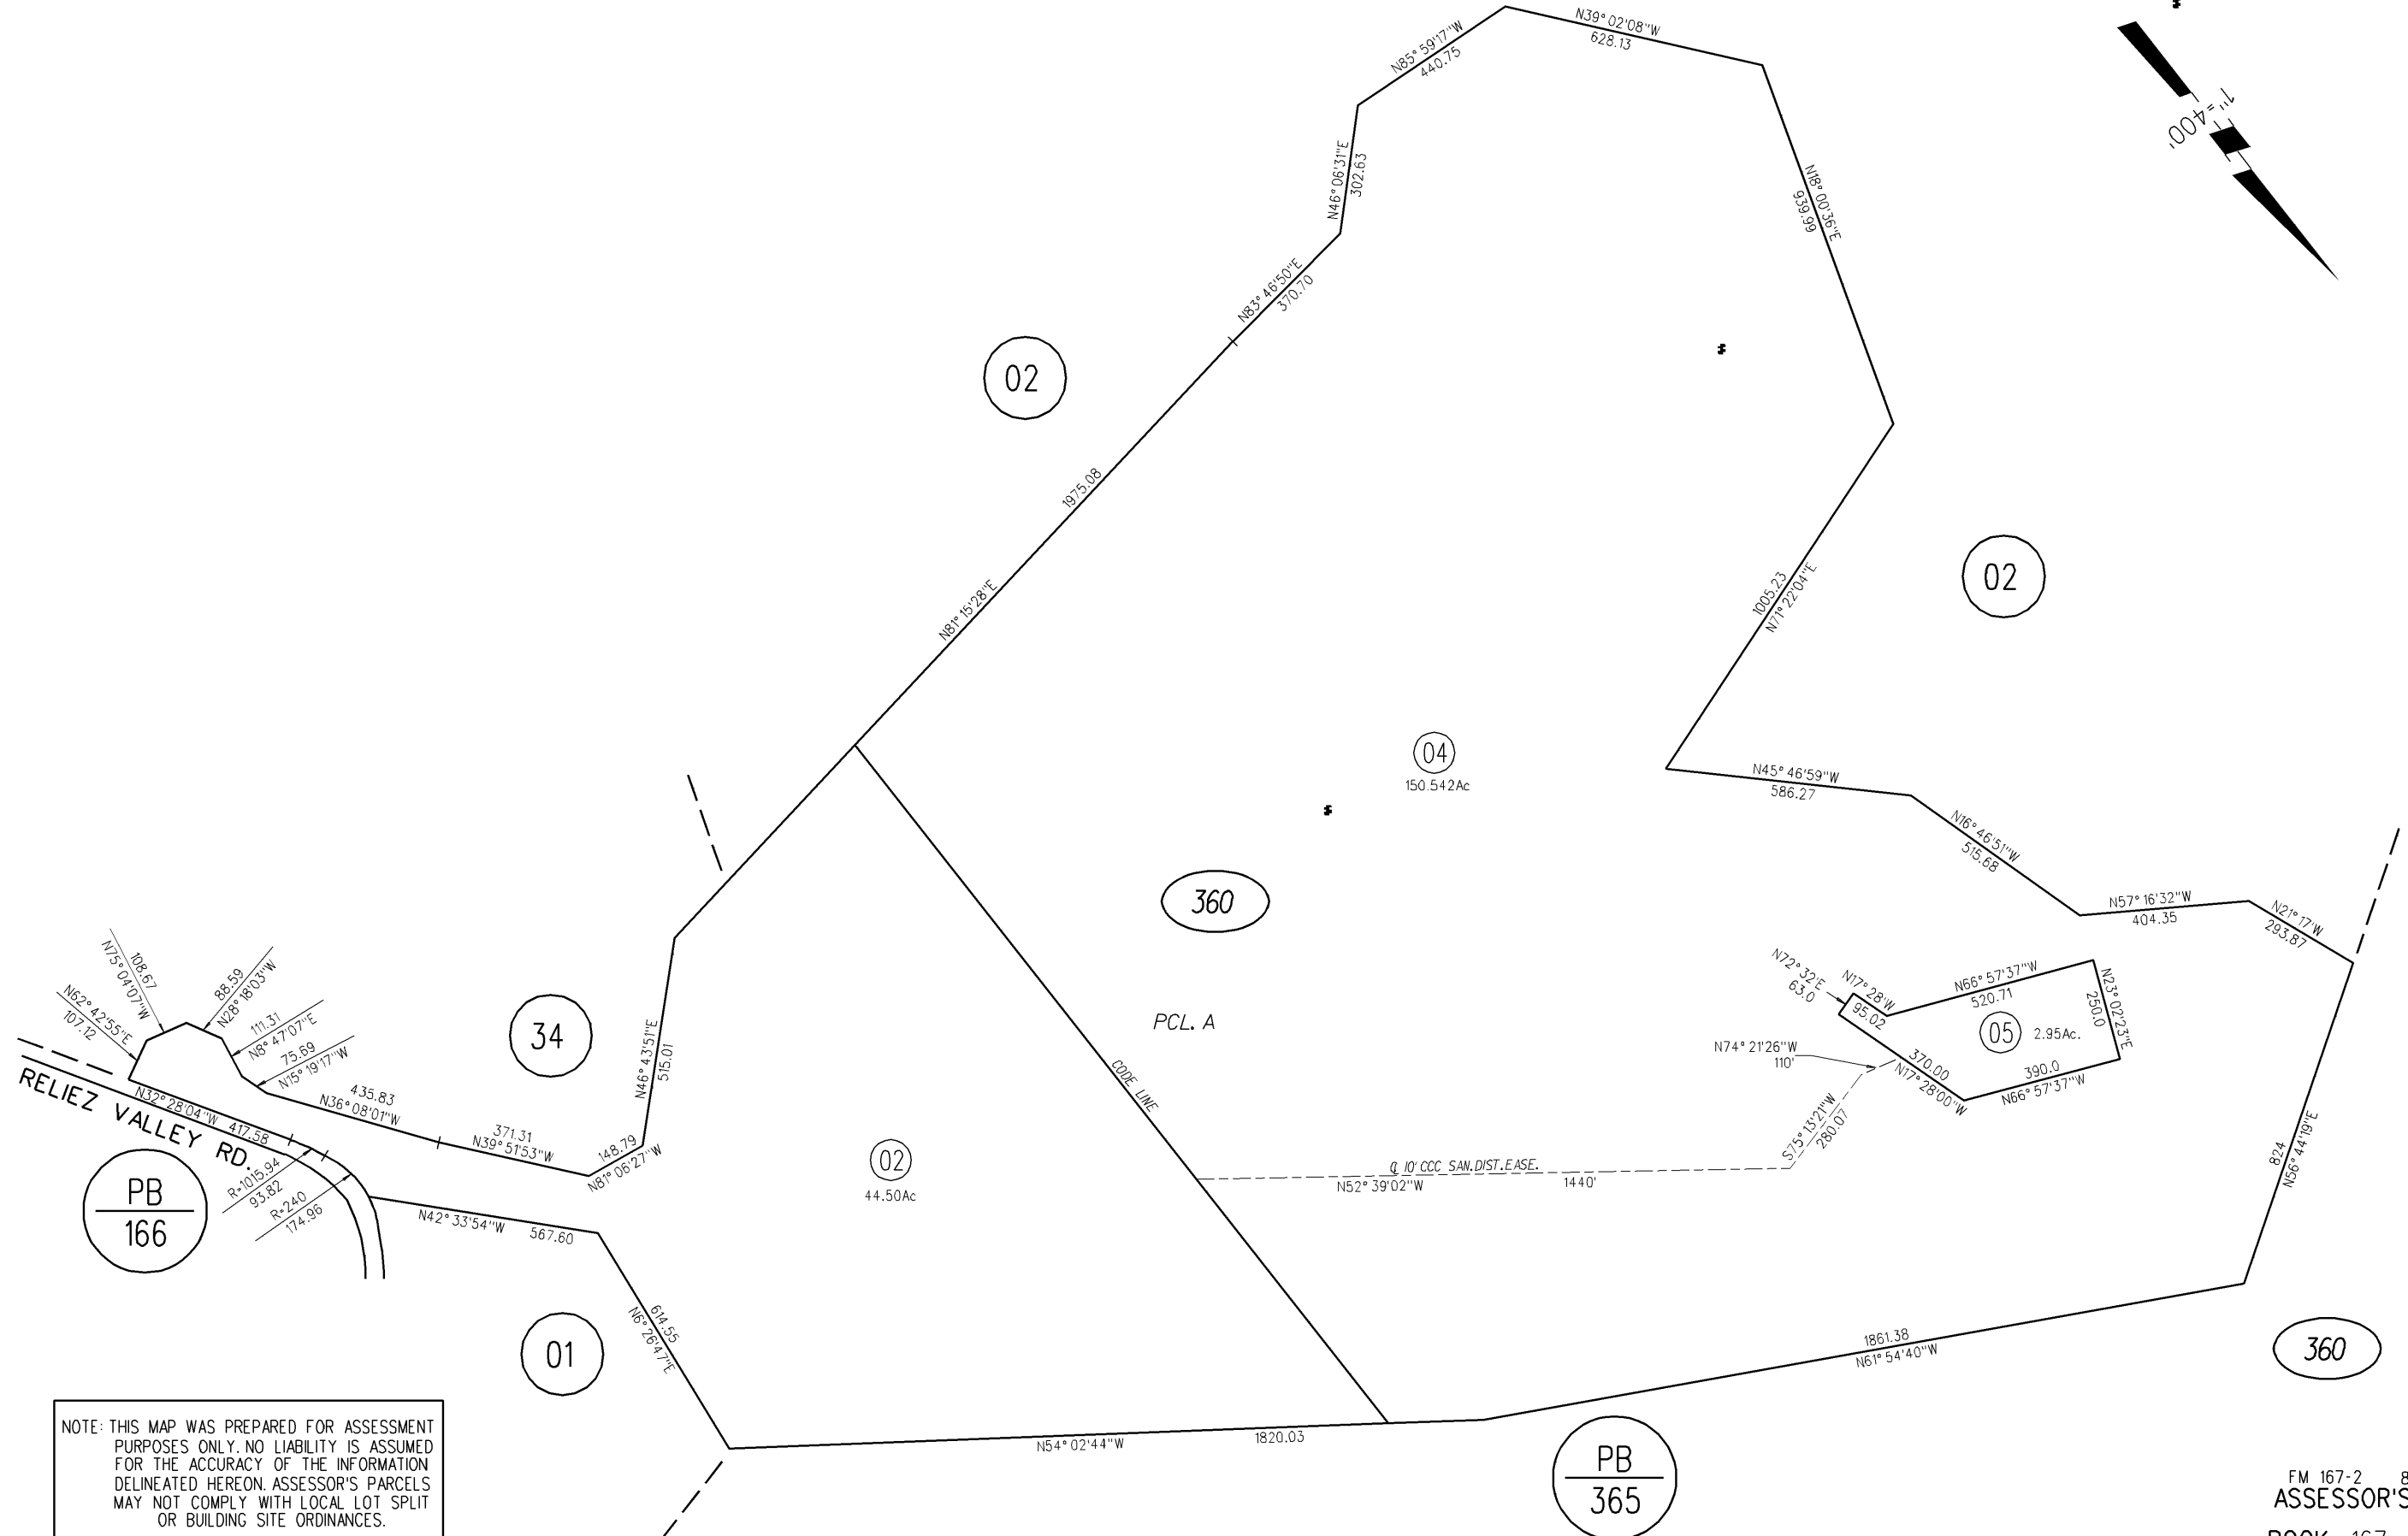 N39°02'08"W
628.13
N85°59'17"W
440.75
1"=400'
N46°06'31"E
302.63
N18°00'36"E
939.99
N83°46'50"E
370.70
02
1975.08
N81°15'28"E
02
1005.23
N71°22'04"E
04
150.542Ac
N45°46'59"W
586.27
N16°46'51"W
515.68
N57°16'32"W
404.35
N21°17'W
293.87
360
PCL. A
CODE LINE
N72°32'E
63.0
N17°28'W
95.02
N66°57'37"W
520.71
N23°02'23"E
250.0
05
2.95Ac.
N74°21'26"W
110'
370.00
N17°28'00"W
390.0
N66°57'37"W
S75°13'21"W
280.07
℄ 10' CCC SAN.DIST.EASE.
N52°39'02"W
1440'
824
N56°44'19"E
108.67
N75°04'07"W
N62°42'55"E
107.12
88.59
N28°18'03"W
111.31
N8°47'07"E
75.69
N15°19'17"W
435.83
N36°08'01"W
371.31
N39°51'53"W
148.79
N81°06'27"W
34
N46°43'51"E
515.01
N32°28'04"W
417.58
RELIEZ VALLEY RD.
R=1015.94
93.82
R=240
174.96
PB
166
02
44.50Ac
N42°33'54"W
567.60
01
614.55
N6°26'47"E
1861.38
N61°54'40"W
360
N54°02'44"W
1820.03
PB
365
NOTE: THIS MAP WAS PREPARED FOR ASSESSMENT
PURPOSES ONLY. NO LIABILITY IS ASSUMED
FOR THE ACCURACY OF THE INFORMATION
DELINEATED HEREON. ASSESSOR'S PARCELS
MAY NOT COMPLY WITH LOCAL LOT SPLIT
OR BUILDING SITE ORDINANCES.
FM 167-2 8
ASSESSOR'S
BOOK 167